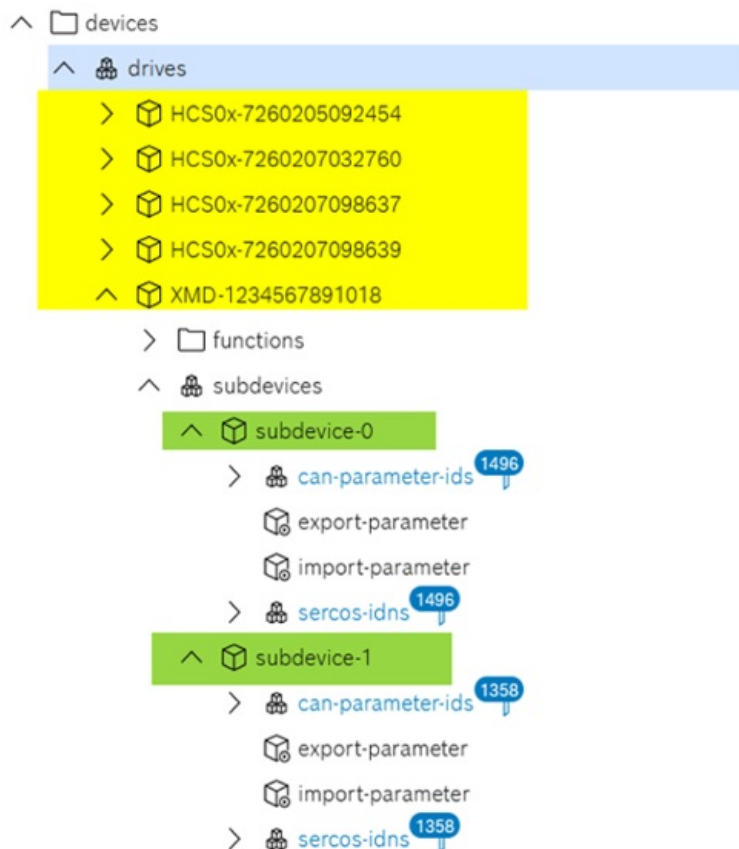 devices
drives
HCS0x-7260205092454
HCS0x-7260207032760
HCS0x-7260207098637
HCS0x-7260207098639
XMD-1234567891018
functions
subdevices
subdevice-0
can-parameter-ids 1496
export-parameter
import-parameter
sercos-idns 1496
subdevice-1
can-parameter-ids 1358
export-parameter
import-parameter
sercos-idns 1358